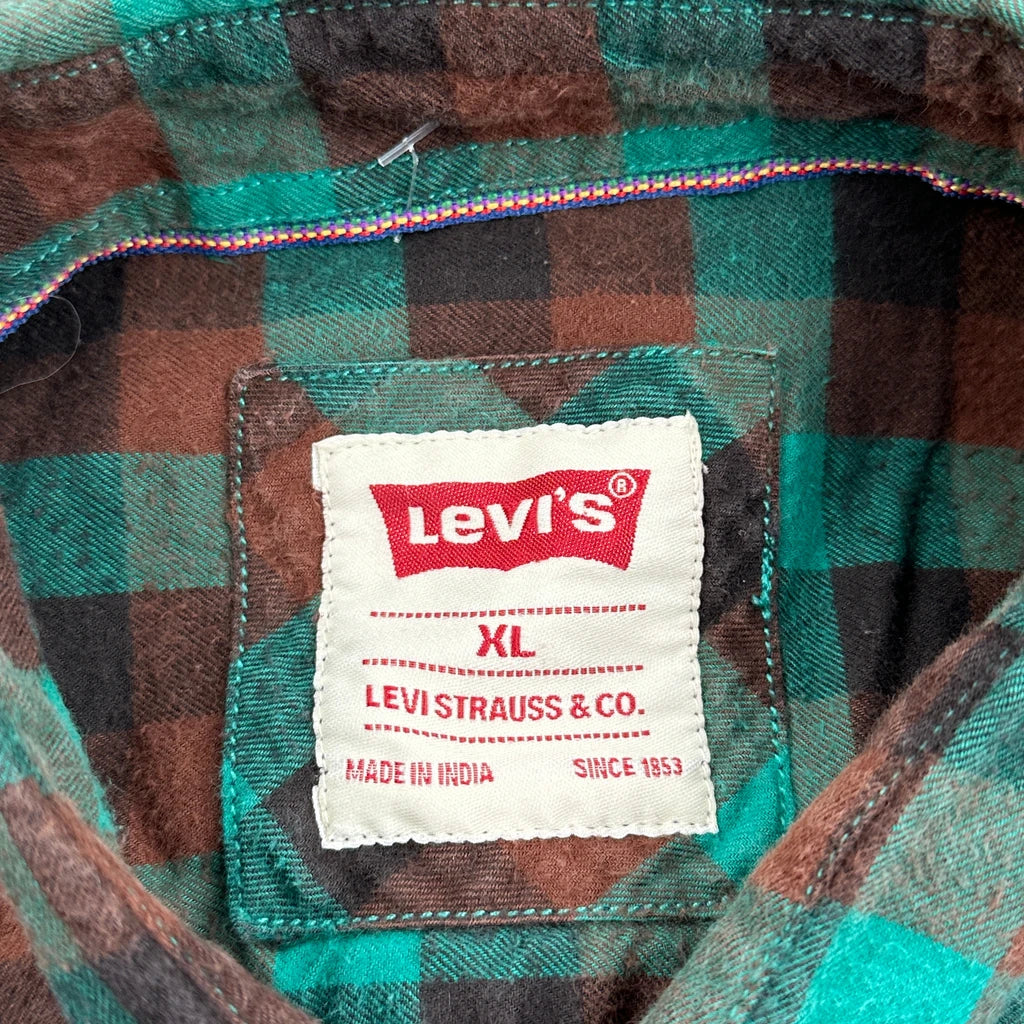 LEVI'S®
XL
LEVI STRAUSS & CO.
MADE IN INDIA SINCE 1853